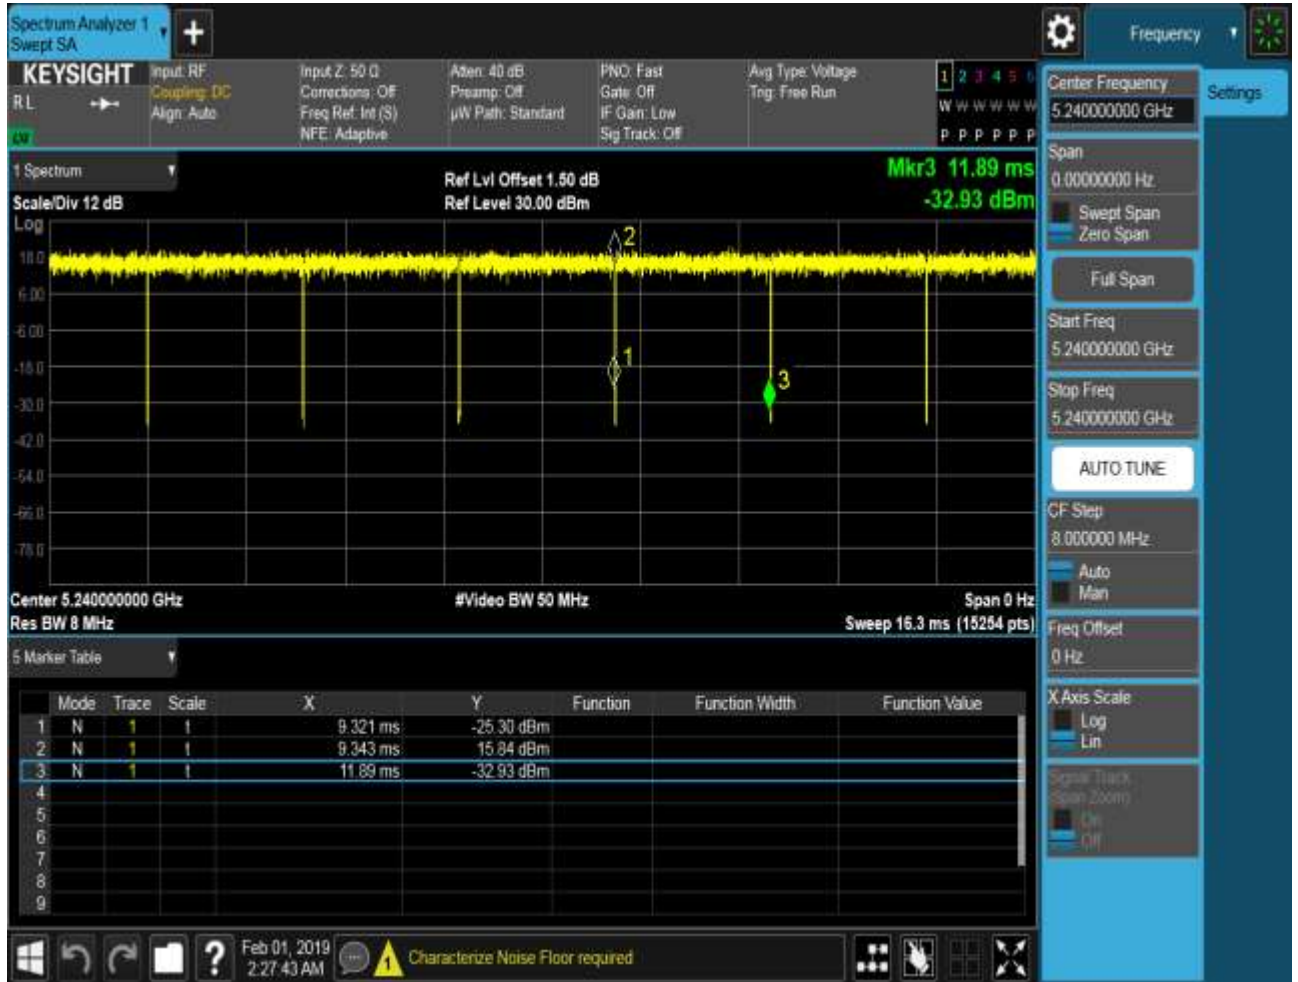 Spectrum Analyzer 1
Swept SA
+
Frequency
KEYSIGHT
RL
Input: RF
Coupling: DC
Align: Auto
Input Z: 50 Ω
Corrections: Off
Freq Ref: Int (S)
NFE: Adaptive
Atten: 40 dB
Preamp: Off
µW Path: Standard
PNO: Fast
Gate: Off
IF Gain: Low
Sig Track: Off
Avg Type: Voltage
Trig: Free Run
1 2 3 4 5 6
W W W W W W
P P P P P P
1 Spectrum
Scale/Div 12 dB
Log
Ref Lvl Offset 1.50 dB
Ref Level 30.00 dBm
Mkr3 11.89 ms
-32.93 dBm
18.0
6.00
-6.00
-18.0
-30.0
-42.0
-54.0
-66.0
-78.0
2
1
3
Center 5.240000000 GHz
Res BW 8 MHz
#Video BW 50 MHz
Span 0 Hz
Sweep 16.3 ms (15254 pts)
5 Marker Table
Mode Trace Scale X Y Function Function Width Function Value
1 N 1 t 9.321 ms -25.30 dBm
2 N 1 t 9.343 ms 15.84 dBm
3 N 1 t 11.89 ms -32.93 dBm
4
5
6
7
8
9
Center Frequency
5.240000000 GHz
Settings
Span
0.00000000 Hz
Swept Span
Zero Span
Full Span
Start Freq
5.240000000 GHz
Stop Freq
5.240000000 GHz
AUTO TUNE
CF Step
8.000000 MHz
Auto
Man
Freq Offset
0 Hz
X Axis Scale
Log
Lin
Signal Track
(Span Zoom)
On
Off
?
Feb 01, 2019
2:27:43 AM
1
Characterize Noise Floor required